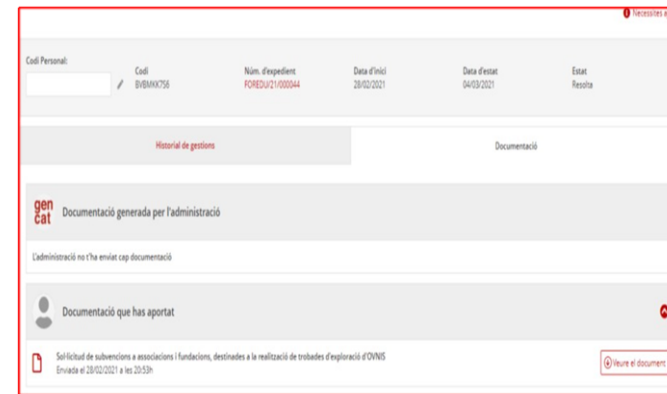 Necessites a
Codi Personal:
Codi
BVBMKK756
Núm. d'expedient
FOREDU/21/000044
Data d'inici
28/02/2021
Data d'estat
04/03/2021
Estat
Resolta
Historial de gestions
Documentació
gencat
Documentació generada per l'administració
L'administració no t'ha enviat cap documentació
Documentació que has aportat
Sol·licitud de subvencions a associacions i fundacions, destinades a la realització de trobades d'exploració d'OVNIS
Enviada el 28/02/2021 a les 20:53h
Veure el document